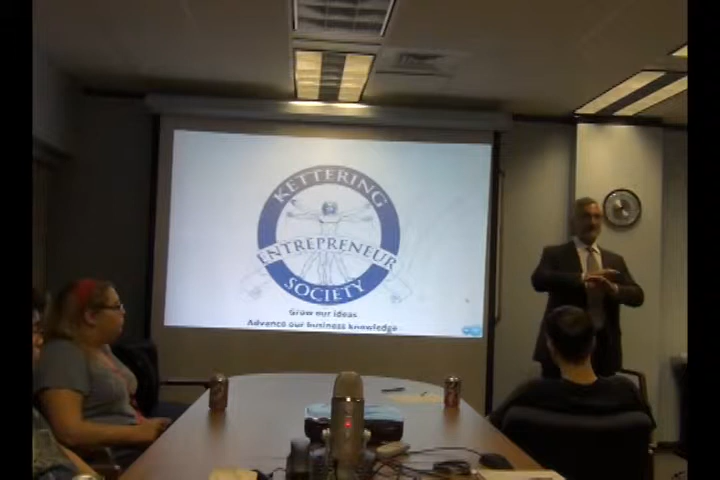 KETTERING
ENTREPRENEUR
SOCIETY
Grow our ideas
Advance our business knowledge